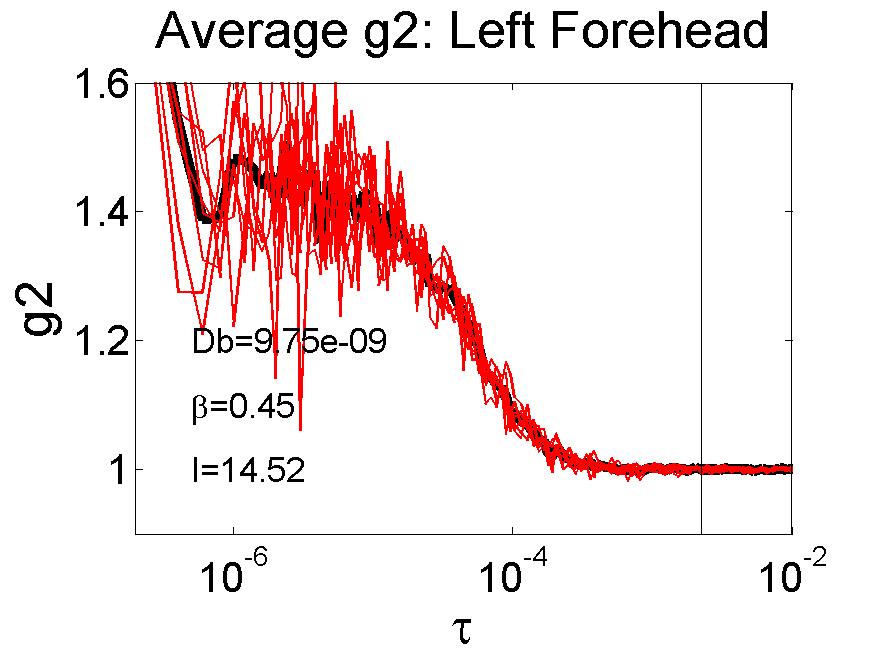 Average g2: Left Forehead
1.6
1.4
1.2
1
g2
Db=9.75e-09
β=0.45
I=14.52
10^-6
10^-4
10^-2
τ